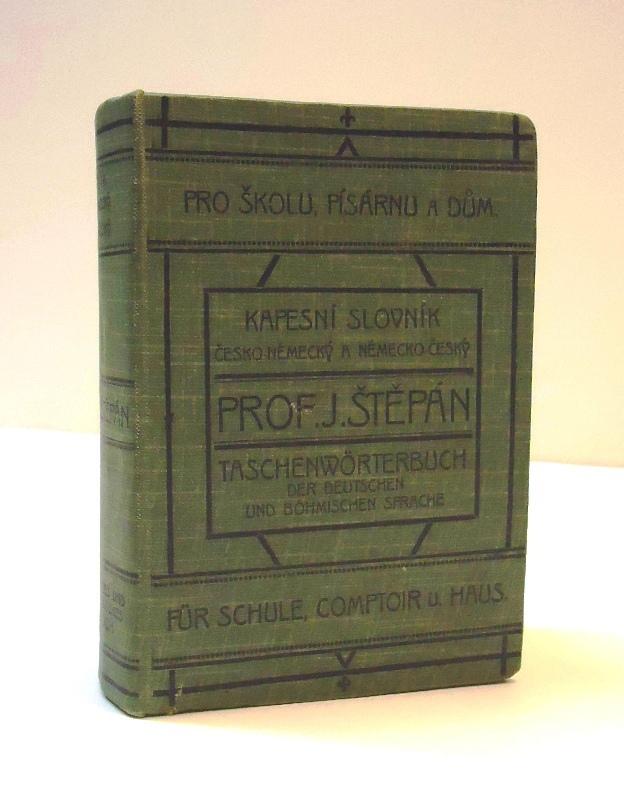 PRO ŠKOLU, PÍSÁRNU A DŮM.
KAPESNÍ SLOVNÍK
ČESKO-NĚMECKÝ A NĚMECKO-ČESKÝ
PROF. J. ŠTĚPÁN
TASCHENWÖRTERBUCH
DER DEUTSCHEN
UND BÖHMISCHEN SPRACHE
FÜR SCHULE, COMPTOIR U. HAUS.